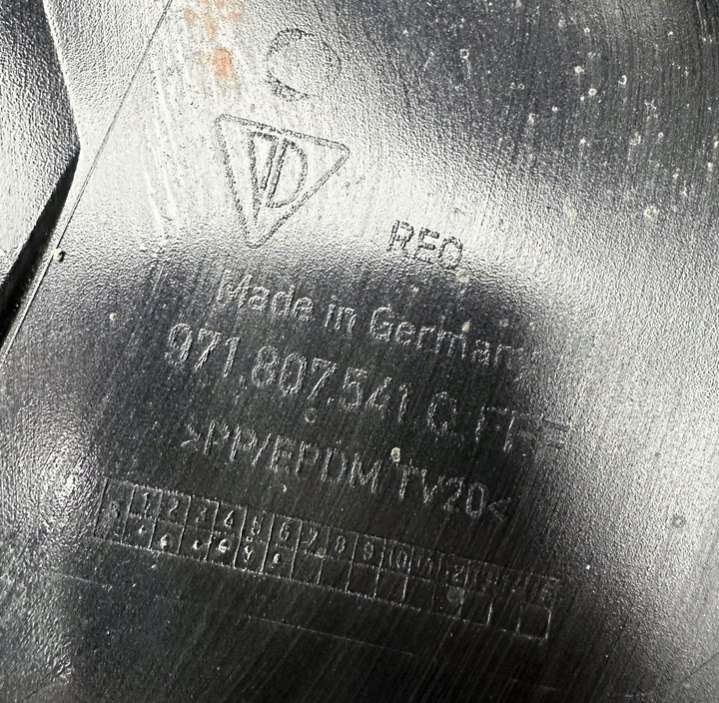 REO
Made in Germany
971.807.541.Q.FFF
>PP/EPDM TV20<
1 2 3 4 5 6 7 8 9 10 11 12